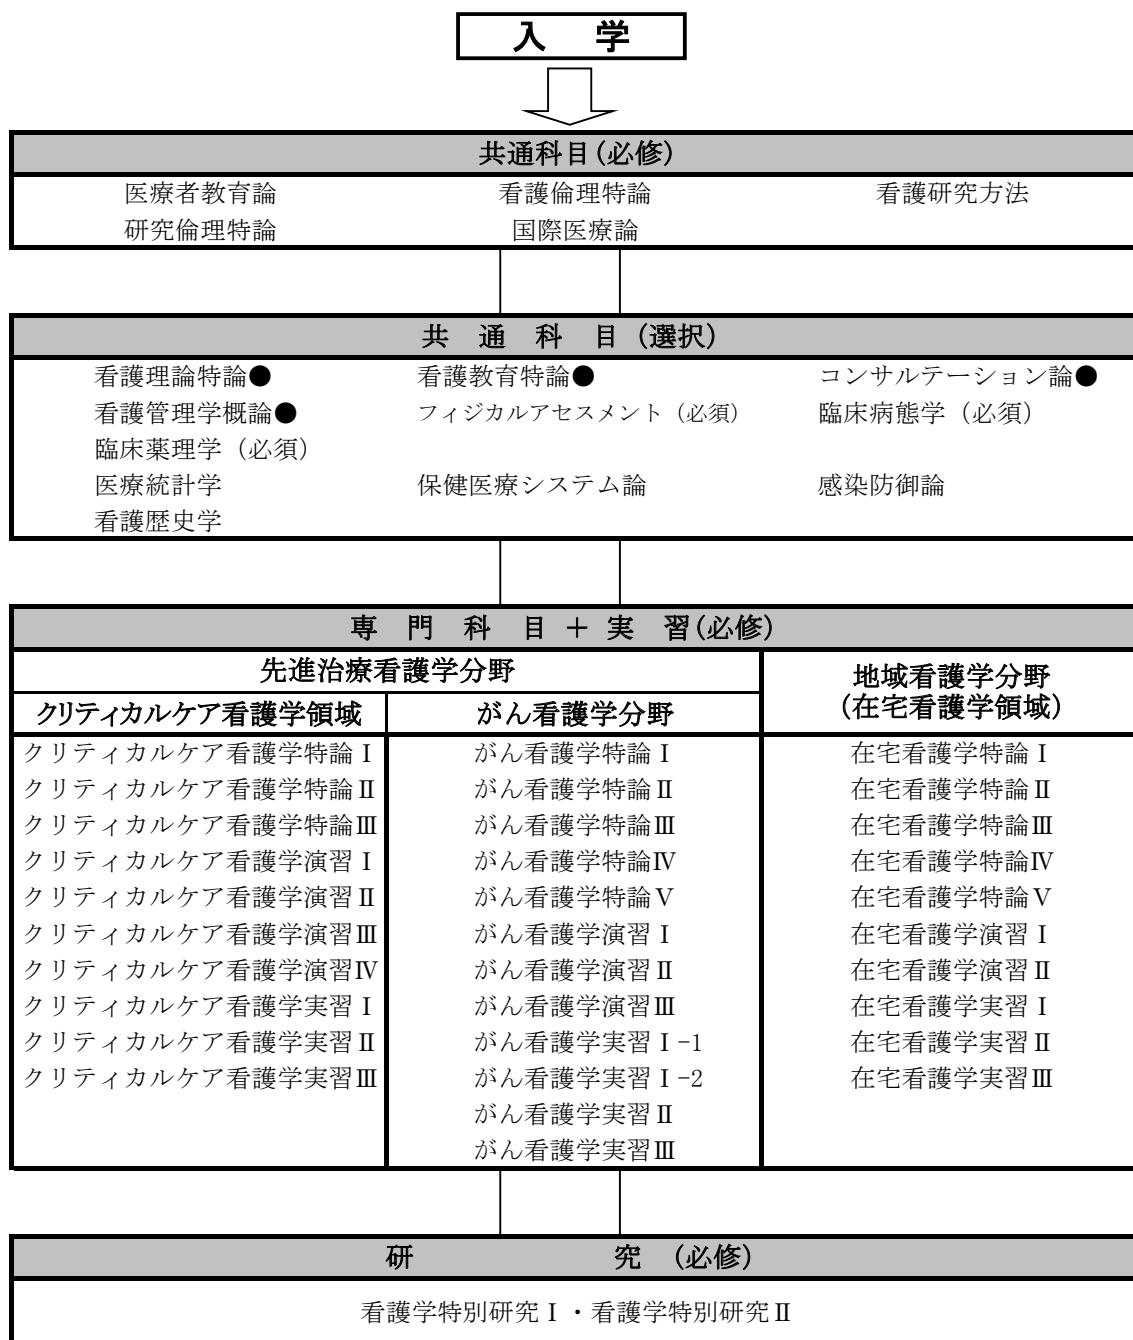 入　学
共通科目(必修)
医療者教育論　看護倫理特論　看護研究方法
研究倫理特論　国際医療論
共　通　科　目　(選択)
看護理論特論●　看護教育特論●　コンサルテーション論●
看護管理学概論●　フィジカルアセスメント（必須）　臨床病態学（必須）
臨床薬理学（必須）
医療統計学　保健医療システム論　感染防御論
看護歴史学
専　門　科　目　＋　実　習(必修)
先進治療看護学分野　地域看護学分野
(在宅看護学領域)
クリティカルケア看護学領域　がん看護学分野
クリティカルケア看護学特論Ⅰ　がん看護学特論Ⅰ　在宅看護学特論Ⅰ
クリティカルケア看護学特論Ⅱ　がん看護学特論Ⅱ　在宅看護学特論Ⅱ
クリティカルケア看護学特論Ⅲ　がん看護学特論Ⅲ　在宅看護学特論Ⅲ
クリティカルケア看護学演習Ⅰ　がん看護学特論Ⅳ　在宅看護学特論Ⅳ
クリティカルケア看護学演習Ⅱ　がん看護学特論Ⅴ　在宅看護学特論Ⅴ
クリティカルケア看護学演習Ⅲ　がん看護学演習Ⅰ　在宅看護学演習Ⅰ
クリティカルケア看護学演習Ⅳ　がん看護学演習Ⅱ　在宅看護学演習Ⅱ
クリティカルケア看護学実習Ⅰ　がん看護学演習Ⅲ　在宅看護学実習Ⅰ
クリティカルケア看護学実習Ⅱ　がん看護学実習Ⅰ-1　在宅看護学実習Ⅱ
クリティカルケア看護学実習Ⅲ　がん看護学実習Ⅰ-2　在宅看護学実習Ⅲ
がん看護学実習Ⅱ
がん看護学実習Ⅲ
研　究　(必修)
看護学特別研究Ⅰ・看護学特別研究Ⅱ